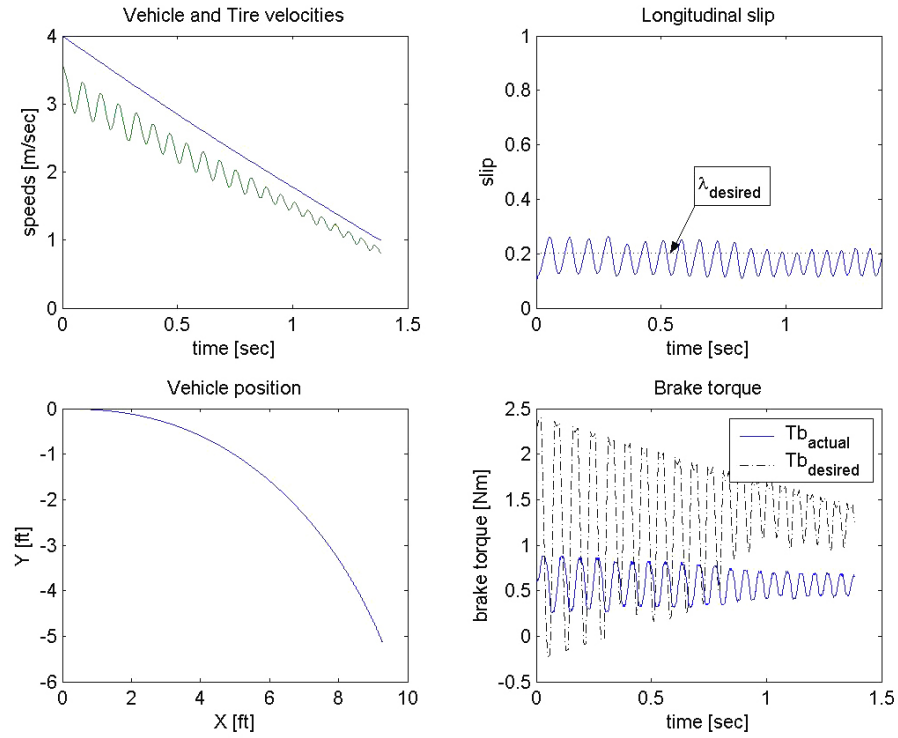 Vehicle and Tire velocities
4
3
2
1
0
speeds [m/sec]
0 0.5 1 1.5
time [sec]
Longitudinal slip
1
0.8
0.6
0.4
0.2
0
slip
λdesired
0 0.5 1
time [sec]
Vehicle position
0
-1
-2
-3
-4
-5
-6
Y [ft]
0 2 4 6 8 10
X [ft]
Brake torque
2.5
2
1.5
1
0.5
0
-0.5
brake torque [Nm]
Tbactual
Tbdesired
0 0.5 1 1.5
time [sec]